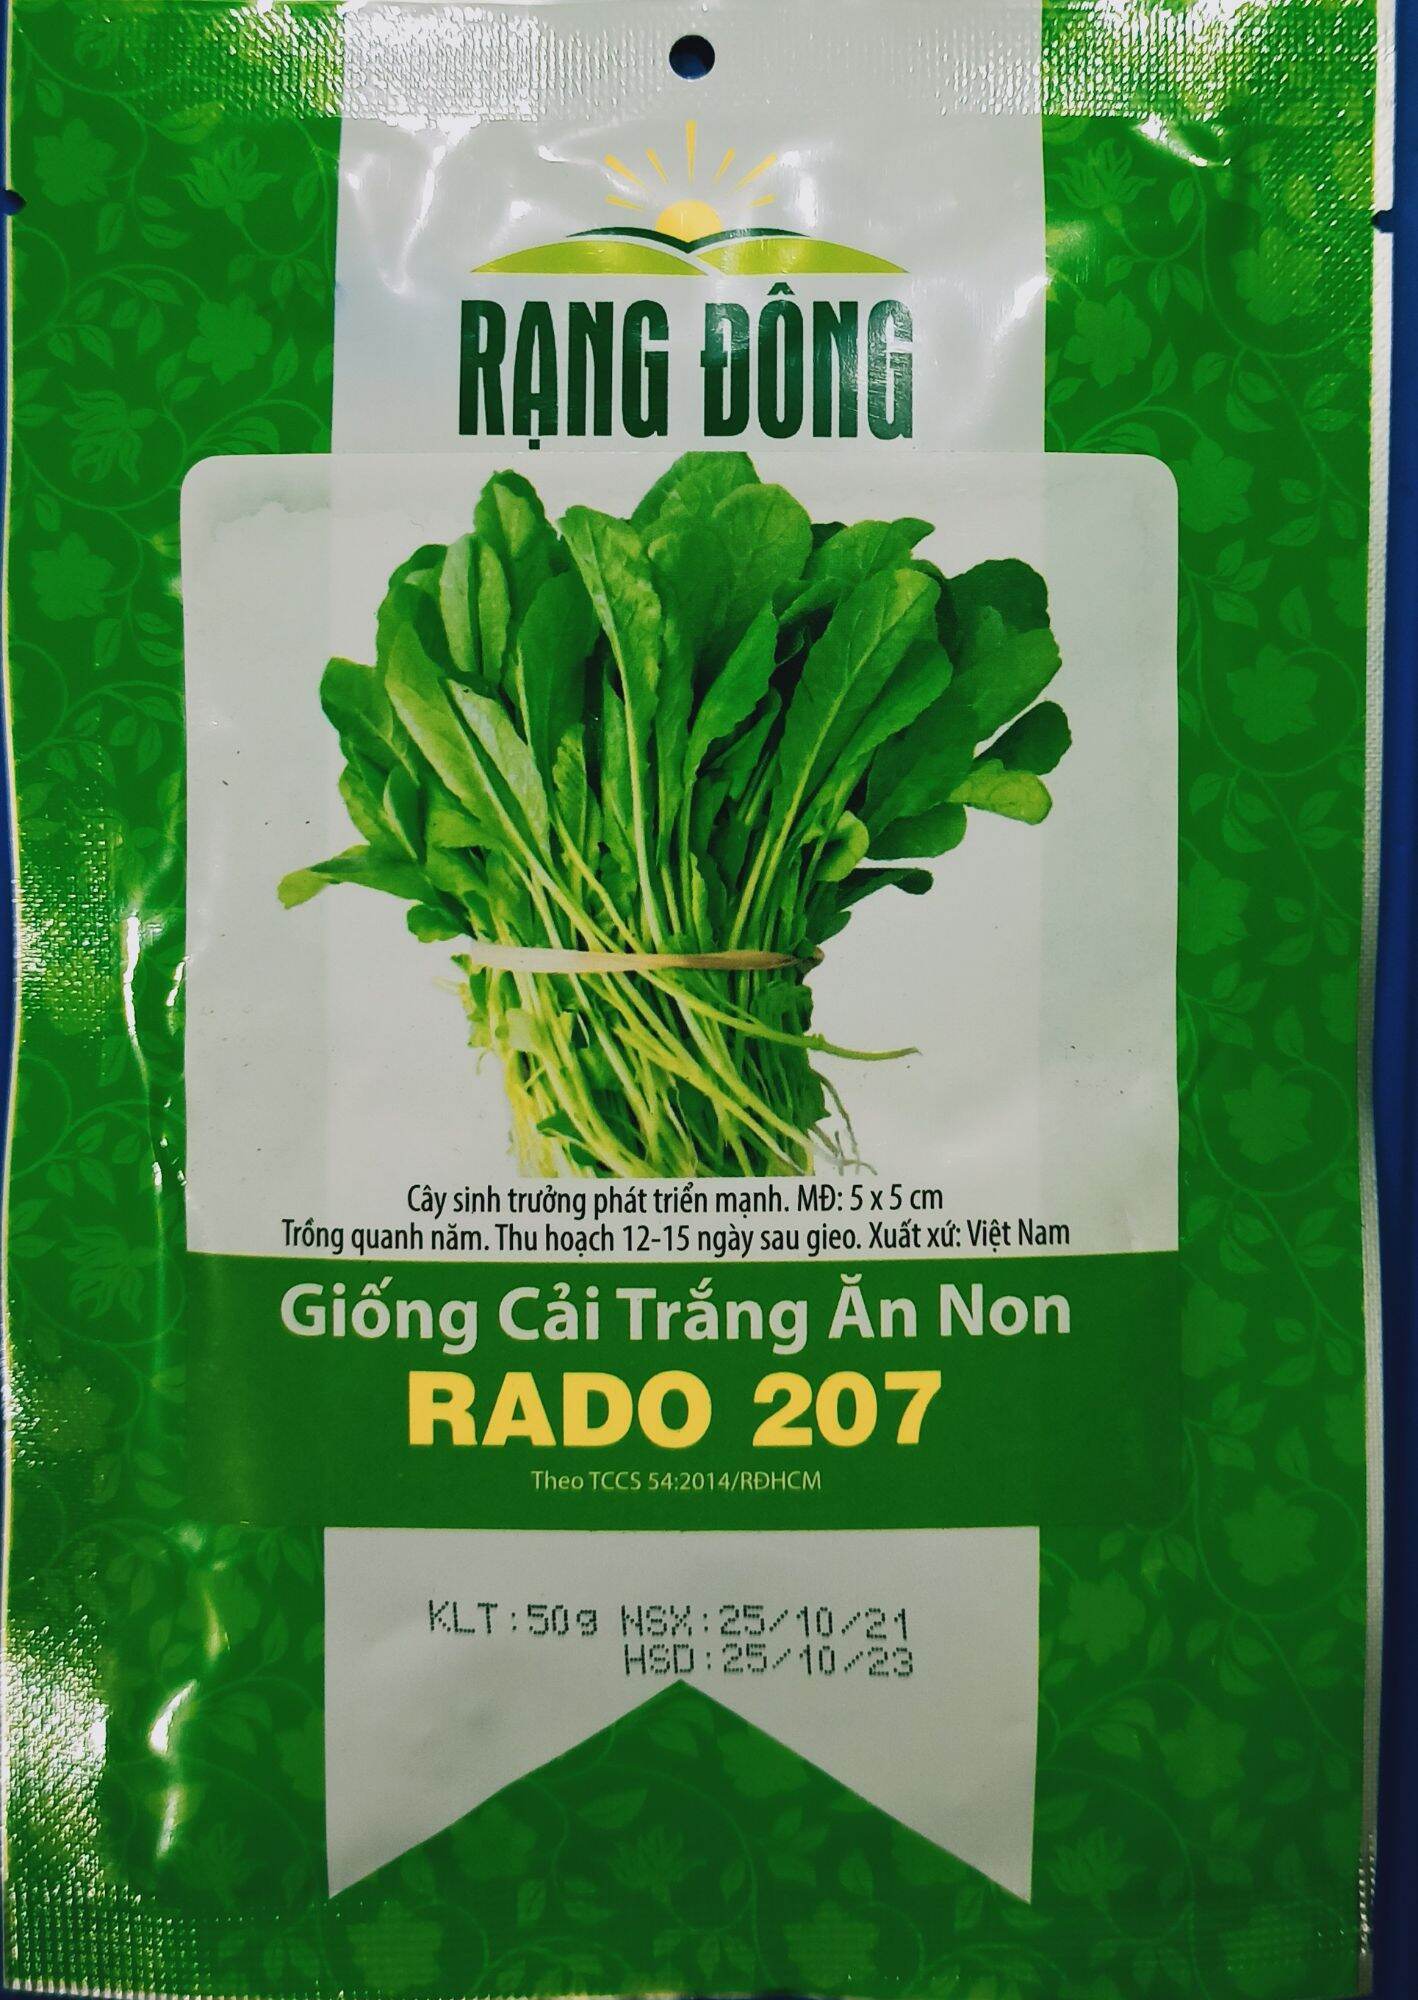 RẠNG ĐÔNG
Cây sinh trưởng phát triển mạnh. MĐ: 5 x 5 cm
Trồng quanh năm. Thu hoạch 12-15 ngày sau gieo. Xuất xứ: Việt Nam
Giống Cải Trắng Ăn Non
RADO 207
Theo TCCS 54:2014/RĐHCM
KLT:50g NSX:25/10/21
HSD:25/10/23